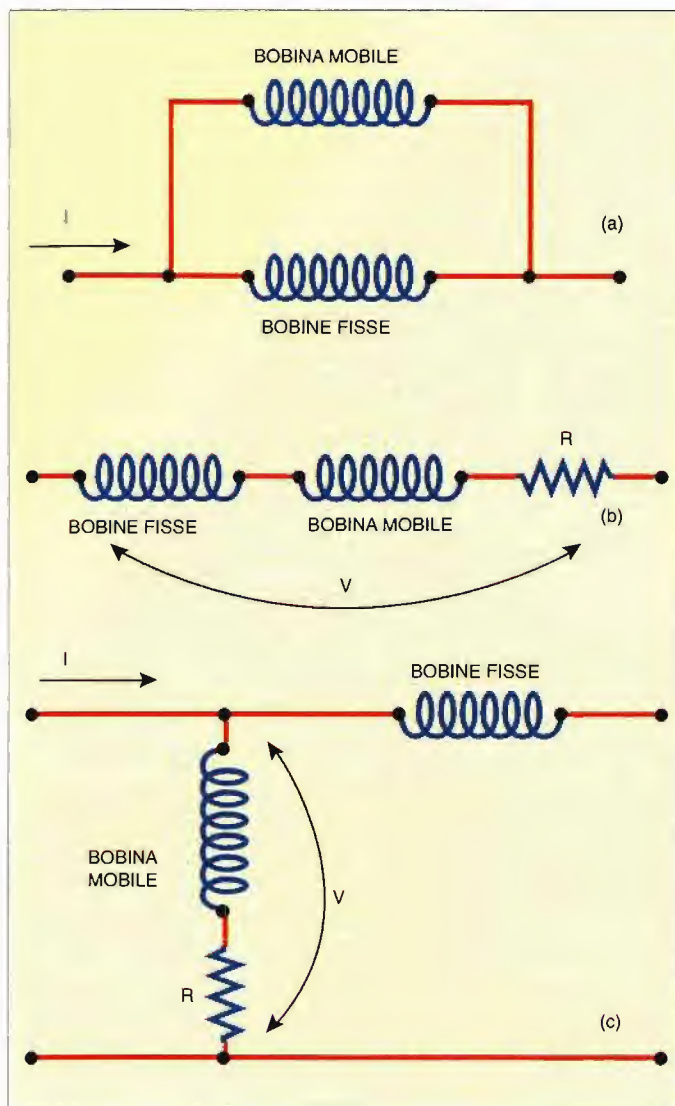 BOBINA MOBILE
I
(a)
BOBINE FISSE
R
BOBINE FISSE
BOBINA MOBILE
(b)
V
I
BOBINE FISSE
BOBINA
MOBILE
V
R
(c)